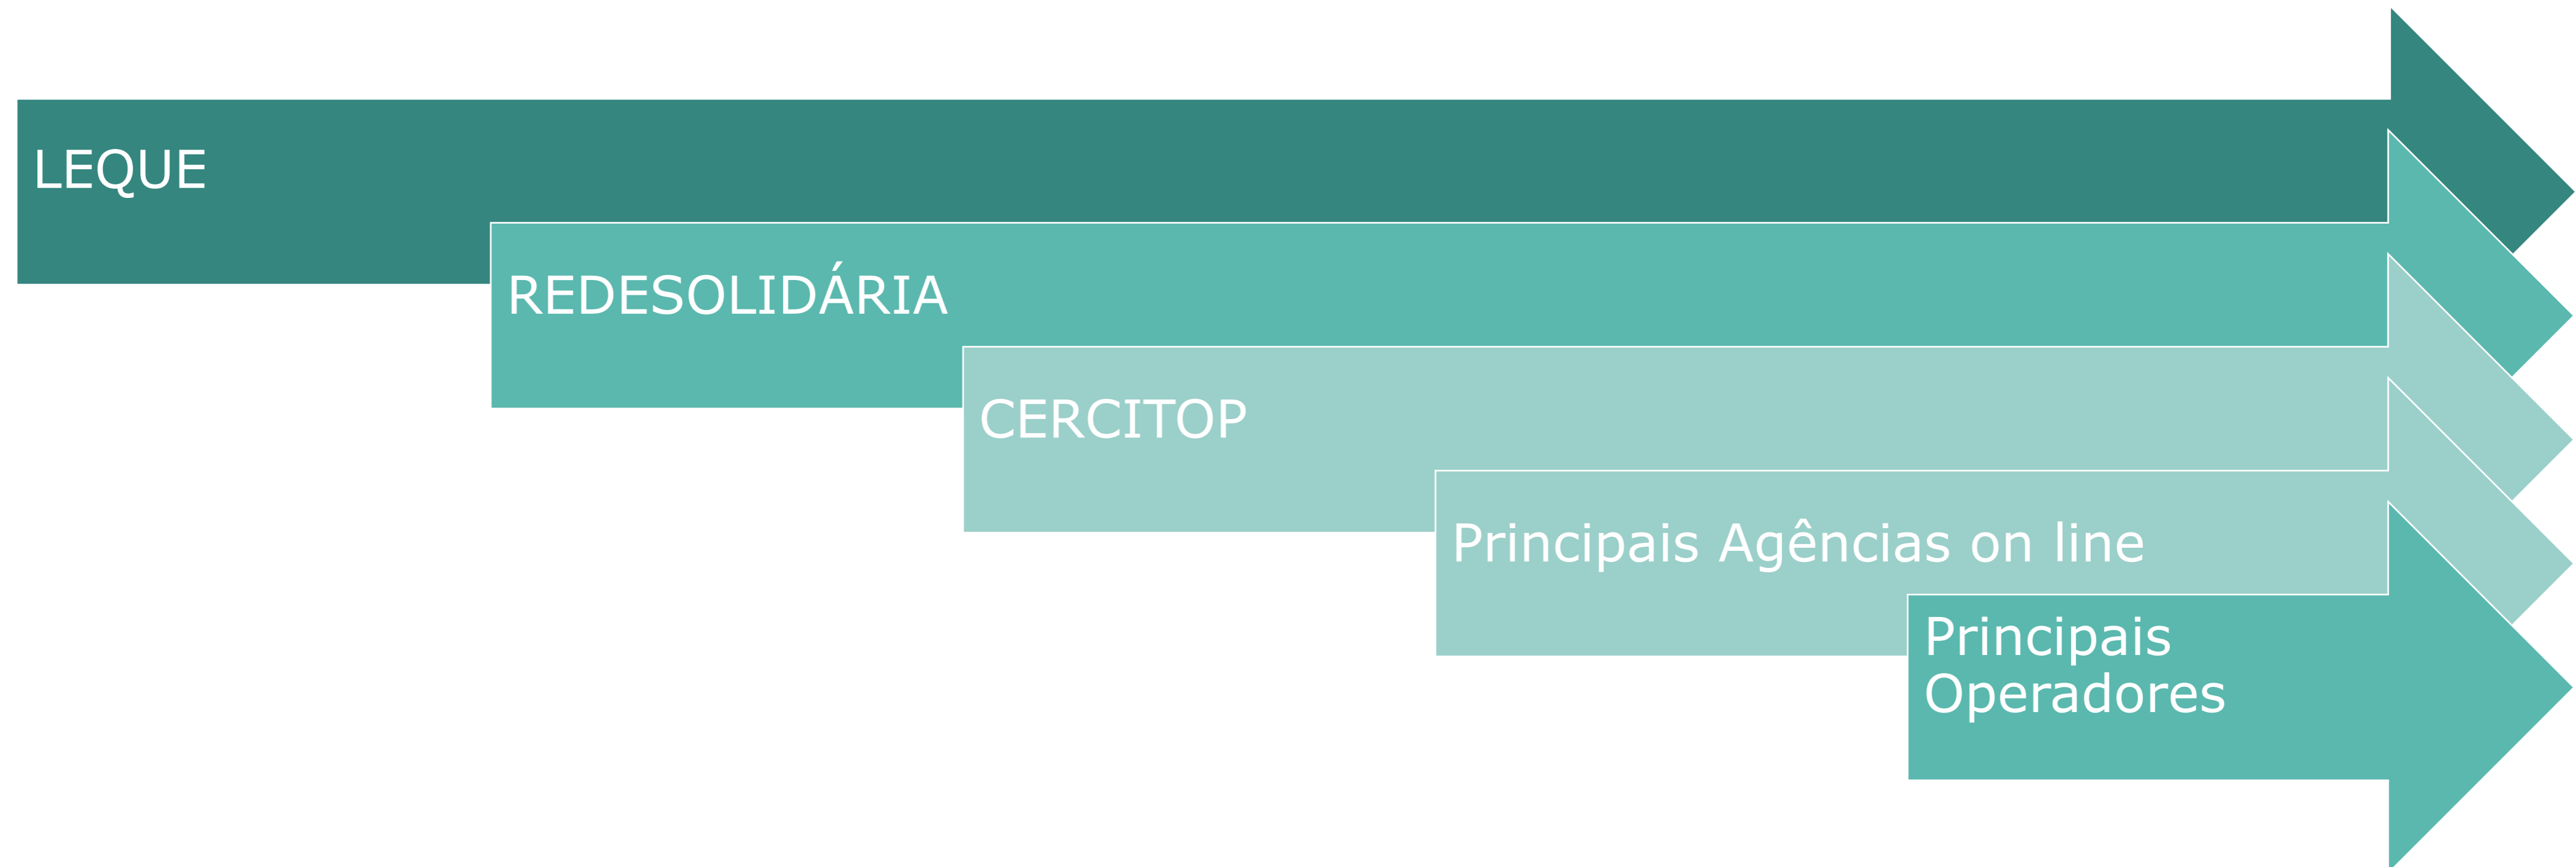 LEQUE
REDESOLIDÁRIA
CERCITOP
Principais Agências on line
Principais
Operadores